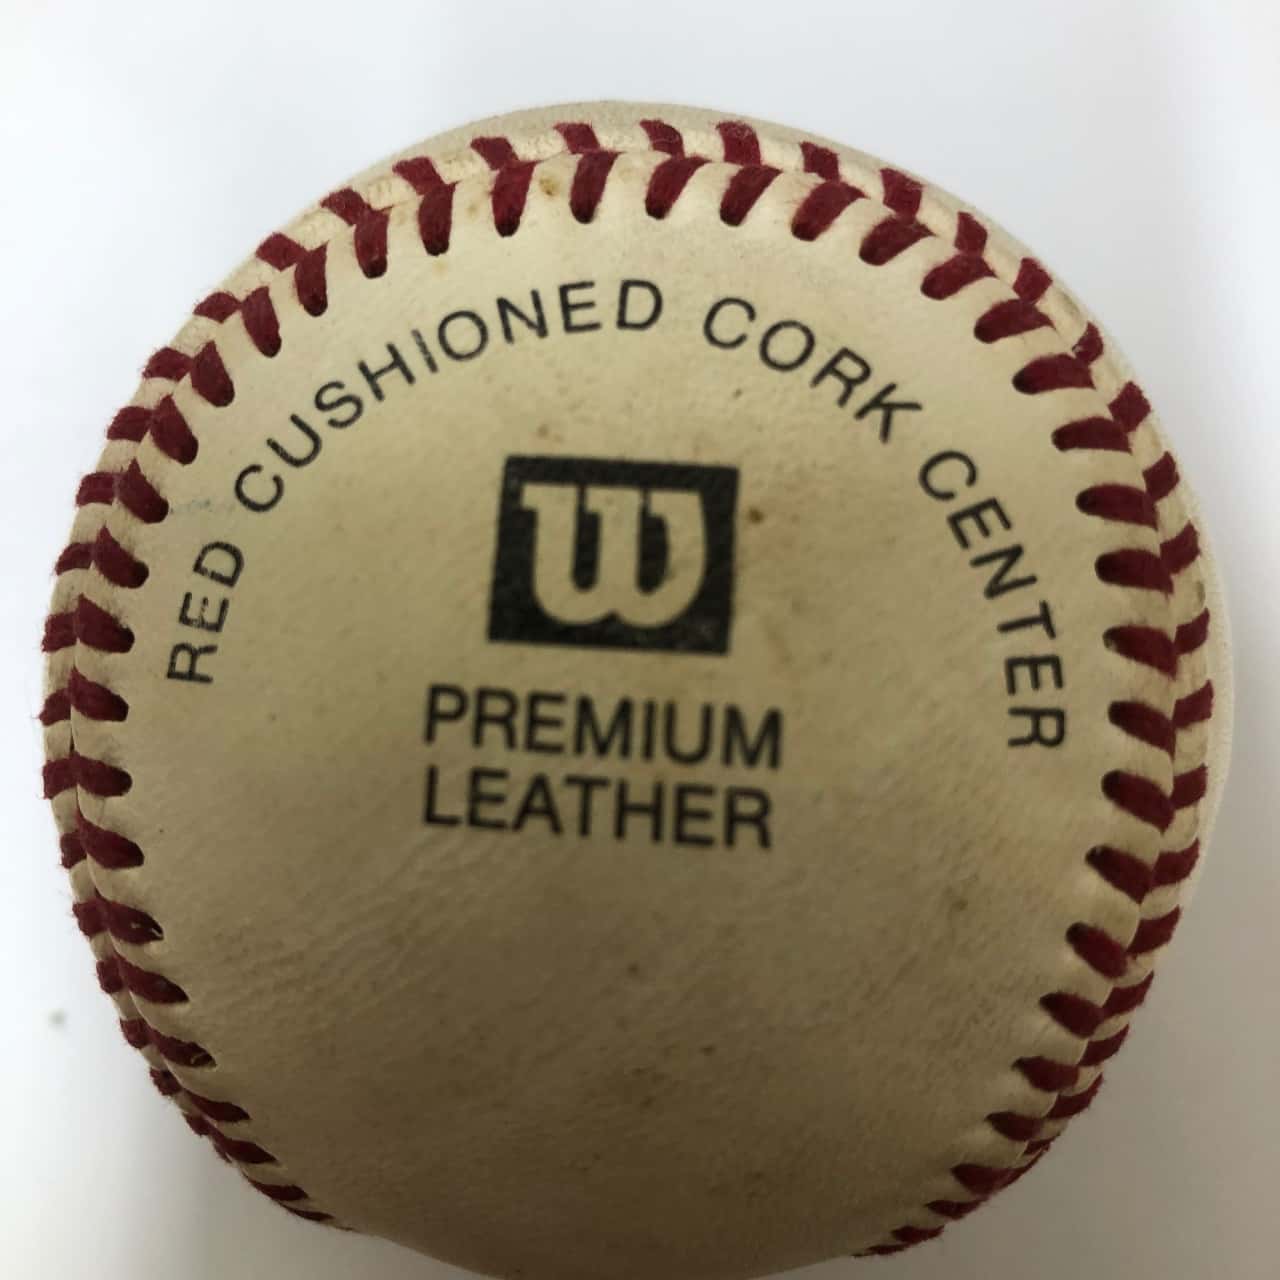 RED CUSHIONED CORK CENTER
W
PREMIUM
LEATHER